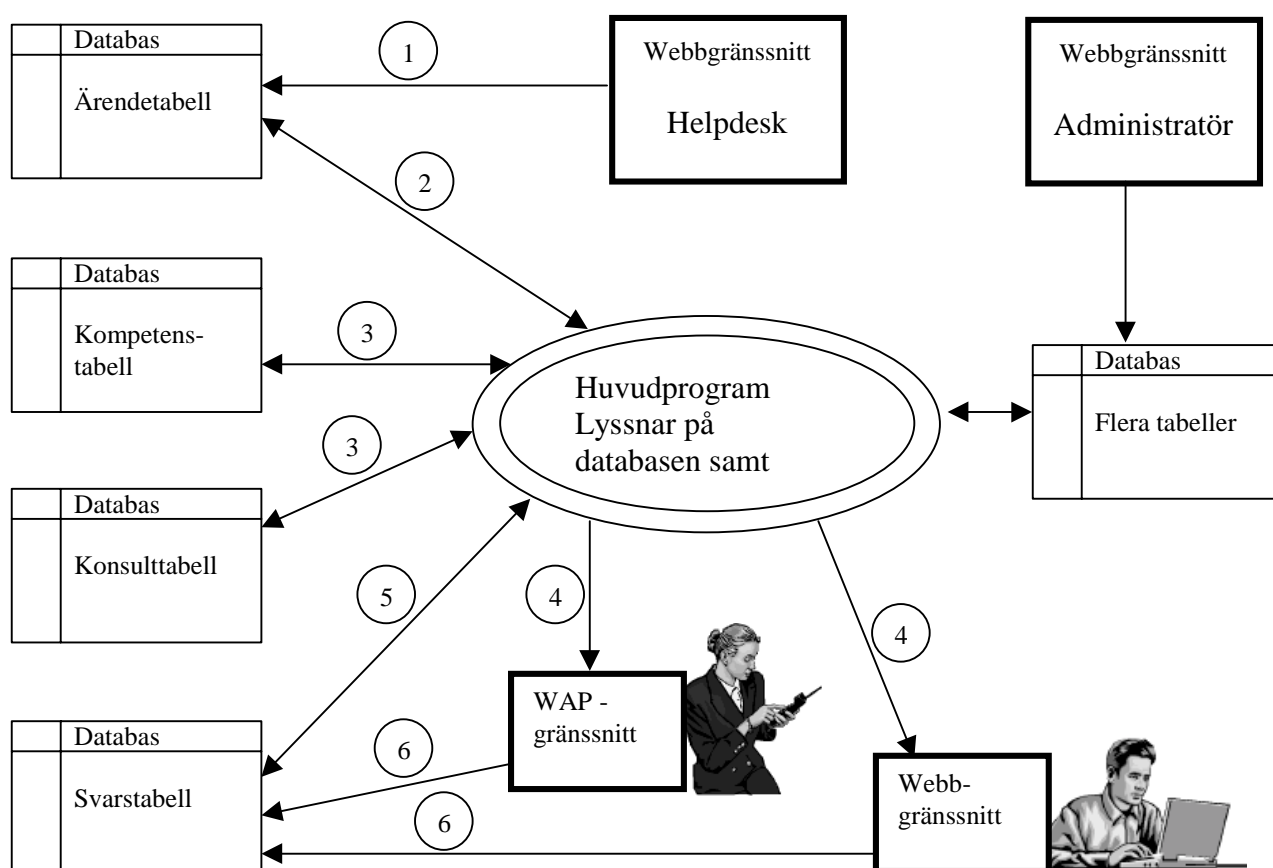 Databas
Ärendetabell
1
Webbgränssnitt
Helpdesk
Webbgränssnitt
Administratör
2
Databas
Kompetens-
tabell
3
Huvudprogram
Lyssnar på
databasen samt
Databas
Flera tabeller
3
Databas
Konsulttabell
5
4
4
WAP -
gränssnitt
Databas
Svarstabell
6
6
Webb-
gränssnitt